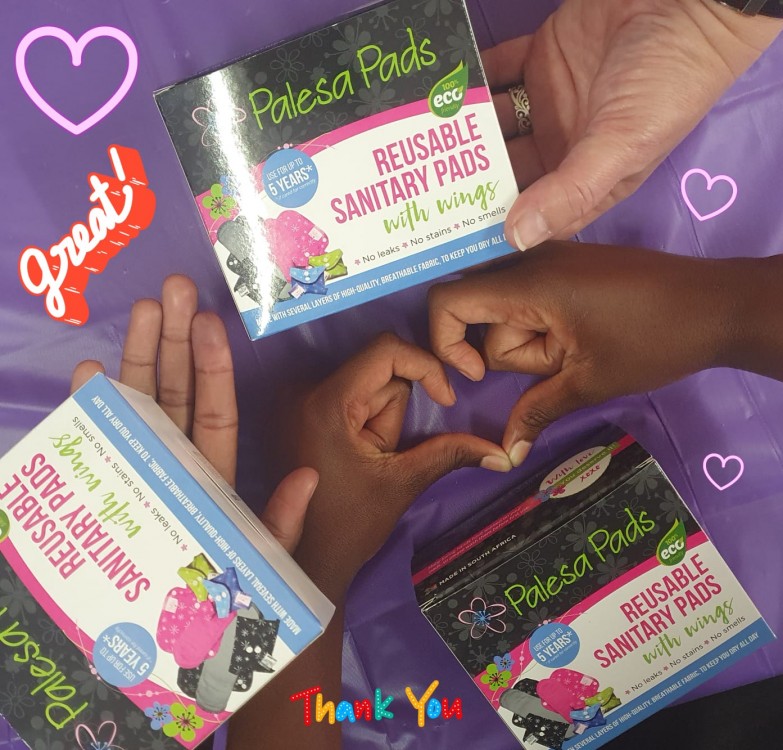 Palesa Pads
100%
eco
USE FOR UP TO
5 YEARS*
REUSABLE
SANITARY PADS
with wings
No leaks * No stains * No smells
WITH SEVERAL LAYERS OF HIGH-QUALITY, BREATHABLE FABRIC, TO KEEP YOU DRY ALL
great!
MADE WITH SEVERAL LAYERS OF HIGH-QUALITY, BREATHABLE FABRIC, TO KEEP YOU DRY ALL DAY
* No leaks * No stains * No smells
with wings
SANITARY PADS
REUSABLE
USE FOR UP TO
5 YEARS*
Palesa
With love
xoxo
MADE IN SOUTH AFRICA
Palesa Pads
100%
eco
USE FOR UP TO
5 YEARS*
REUSABLE
SANITARY PADS
with wings
* No leaks * No stains * No smells
WITH SEVERAL LAYERS OF HIGH-QUALITY, BREATHABLE FABRIC, TO KEEP YOU DRY ALL DAY
Thank You